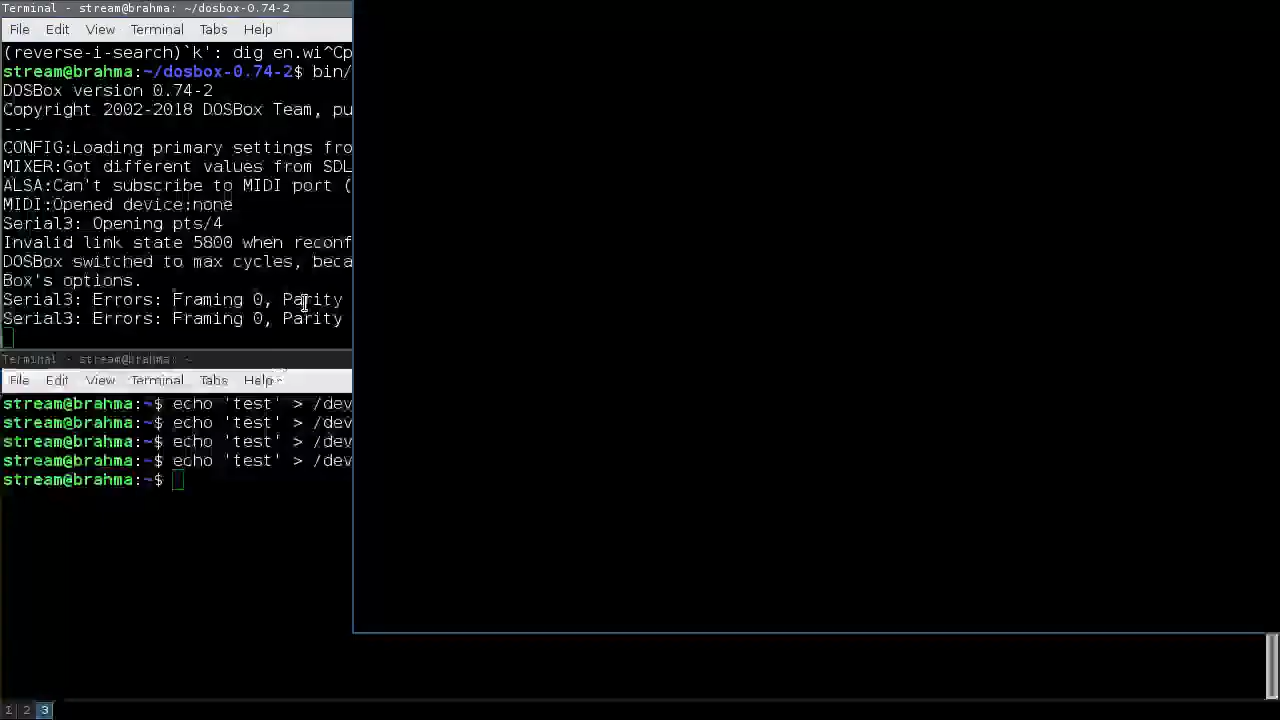 Terminal - stream@brahma: ~/dosbox-0.74-2
File Edit View Terminal Tabs Help
(reverse-i-search)`k': dig en.wi^Cp
stream@brahma:~/dosbox-0.74-2$ bin/
DOSBox version 0.74-2
Copyright 2002-2018 DOSBox Team, pu
---
CONFIG:Loading primary settings fro
MIXER:Got different values from SDL
ALSA:Can't subscribe to MIDI port (
MIDI:Opened device:none
Serial3: Opening pts/4
Invalid link state 5800 when reconf
DOSBox switched to max cycles, beca
Box's options.
Serial3: Errors: Framing 0, Parity
Serial3: Errors: Framing 0, Parity
Terminal - stream@brahma: ~
File Edit View Terminal Tabs Help
stream@brahma:~$ echo 'test' > /dev
stream@brahma:~$ echo 'test' > /dev
stream@brahma:~$ echo 'test' > /dev
stream@brahma:~$ echo 'test' > /dev
stream@brahma:~$
1 2 3